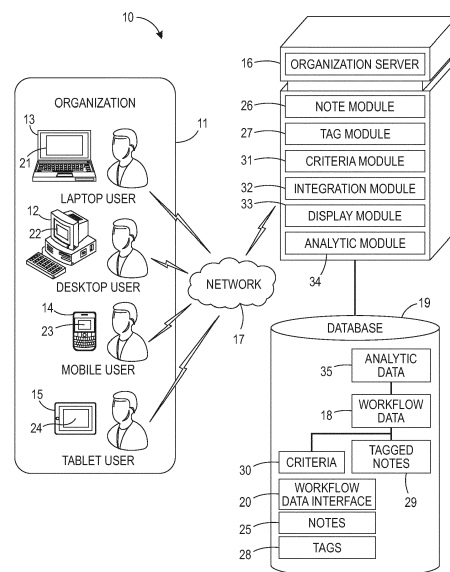 10
ORGANIZATION
11
13
21
LAPTOP USER
12
22
DESKTOP USER
14
23
MOBILE USER
15
24
TABLET USER
NETWORK
17
16
ORGANIZATION SERVER
26
NOTE MODULE
27
TAG MODULE
31
CRITERIA MODULE
32
INTEGRATION MODULE
33
DISPLAY MODULE
ANALYTIC MODULE
34
19
DATABASE
35
ANALYTIC
DATA
18
WORKFLOW
DATA
30
CRITERIA
TAGGED
NOTES
29
20
WORKFLOW
DATA INTERFACE
25
NOTES
28
TAGS